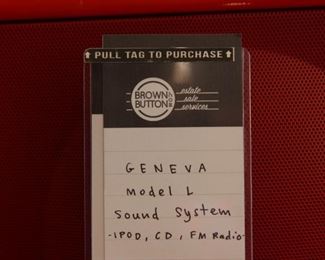 ↑ PULL TAG TO PURCHASE ↑
BROWN
BUTTON
estate
sale
services
GENEVA
Model L
Sound System
-IPOD, CD, FM Radio-